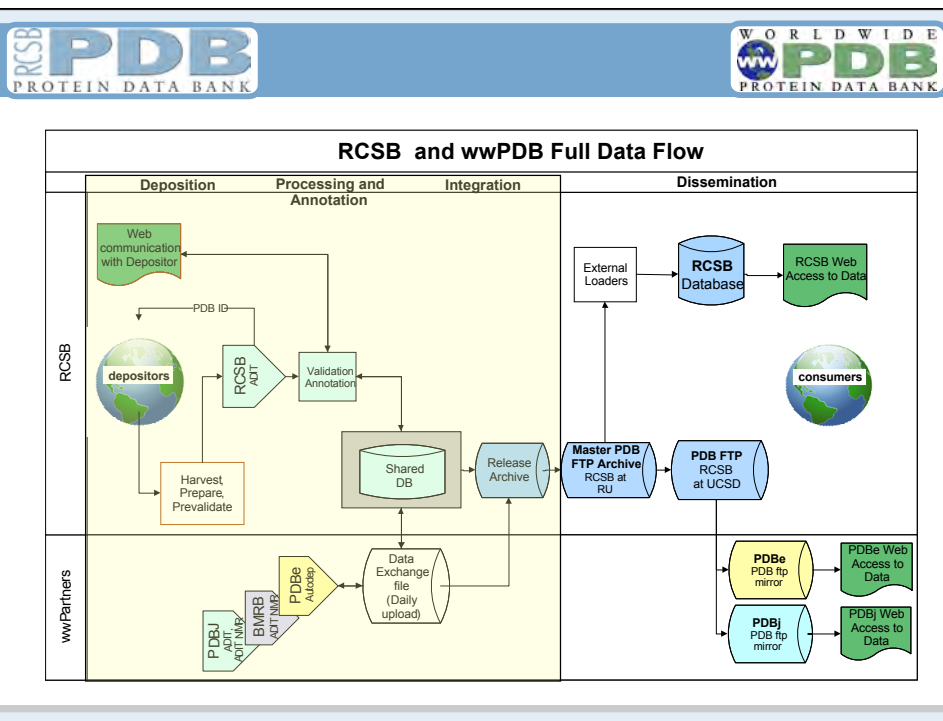 RCSB
PDB
PROTEIN DATA BANK
WORLDWIDE
ww PDB
PROTEIN DATA BANK
RCSB and wwPDB Full Data Flow
Deposition
Processing and
Annotation
Integration
Dissemination
RCSB
Web
communication
with Depositor
PDB ID
depositors
RCSB
ADIT
Validation
Annotation
Harvest,
Prepare,
Prevalidate
Shared
DB
Release
Archive
External
Loaders
RCSB
Database
RCSB Web
Access to Data
consumers
Master PDB
FTP Archive
RCSB at
RU
PDB FTP
RCSB
at UCSD
wwPartners
PDBJ
ADIT,
ADIT NMR
BMRB
ADIT NMR
PDBe
Autodep
Data
Exchange
file
(Daily
upload)
PDBe
PDB ftp
mirror
PDBe Web
Access to
Data
PDBj
PDB ftp
mirror
PDBj Web
Access to
Data